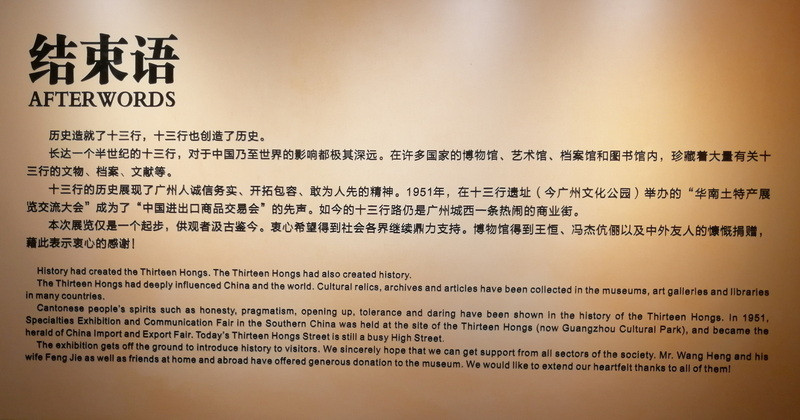 结束语
AFTERWORDS
历史造就了十三行，十三行也创造了历史。
长达一个半世纪的十三行，对于中国乃至世界的影响都极其深远。在许多国家的博物馆、艺术馆、档案馆和图书馆内，珍藏着大量有关十
三行的文物、档案、文献等。
十三行的历史展现了广州人诚信务实、开拓包容、敢为人先的精神。1951年，在十三行遗址（今广州文化公园）举办的“华南土特产展
览交流大会”成为了“中国进出口商品交易会”的先声。如今的十三行路仍是广州城西一条热闹的商业街。
本次展览仅是一个起步，供观者汲古鉴今。衷心希望得到社会各界继续鼎力支持。博物馆得到王恒、冯杰伉俪以及中外友人的慷慨捐赠，
藉此表示衷心的感谢！
History had created the Thirteen Hongs. The Thirteen Hongs had also created history.
The Thirteen Hongs had deeply influenced China and the world. Cultural relics, archives and articles have been collected in the museums, art galleries and libraries
in many countries.
Cantonese people's spirits such as honesty, pragmatism, opening up, tolerance and daring have been shown in the history of the Thirteen Hongs. In 1951,
Specialties Exhibition and Communication Fair in the Southern China was held at the site of the Thirteen Hongs (now Guangzhou Cultural Park), and became the
herald of China Import and Export Fair. Today's Thirteen Hongs Street is still a busy High Street.
The exhibition gets off the ground to introduce history to visitors. We sincerely hope that we can get support from all sectors of the society. Mr. Wang Heng and his
wife Feng Jie as well as friends at home and abroad have offered generous donation to the museum. We would like to extend our heartfelt thanks to all of them!